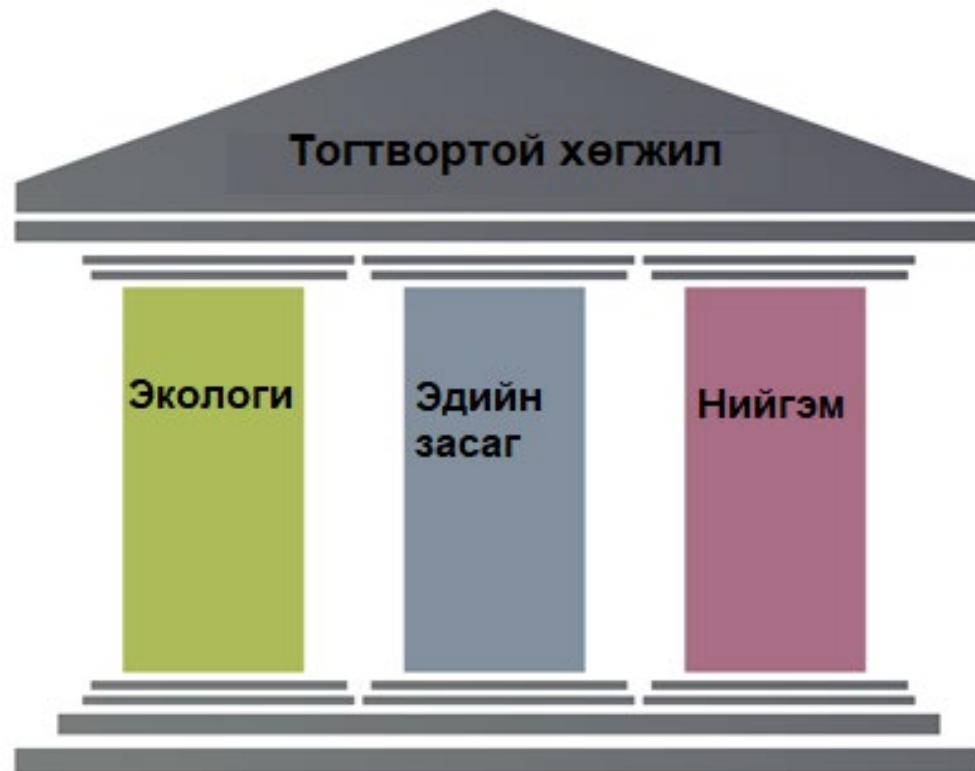 Тогтвортой хөгжил
Экологи
Эдийн
засаг
Нийгэм